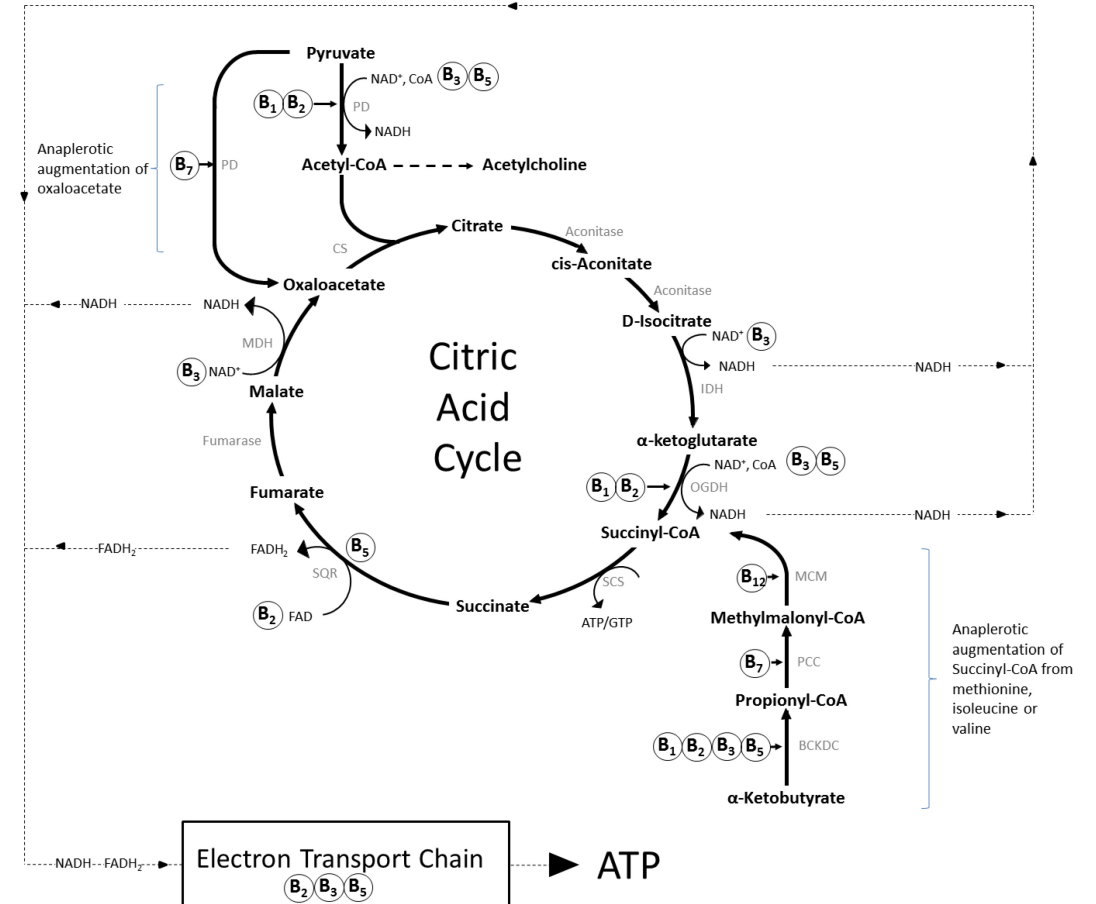 Pyruvate
NAD⁺, CoA B₃ B₅
B₁ B₂
PD
NADH
Anaplerotic
augmentation of
oxaloacetate
B₇
PD
Acetyl-CoA
Acetylcholine
Citrate
Aconitase
CS
cis-Aconitate
Oxaloacetate
Aconitase
NADH
NADH
D-Isocitrate
NAD⁺ B₃
MDH
NADH
NADH
B₃ NAD⁺
IDH
Malate
Citric
Acid
Cycle
Fumarase
α-ketoglutarate
NAD⁺, CoA B₃ B₅
B₁ B₂
OGDH
Fumarate
NADH
NADH
Succinyl-CoA
FADH₂
FADH₂
B₅
SQR
B₂ FAD
SCS
Succinate
ATP/GTP
B₁₂
MCM
Methylmalonyl-CoA
B₇
PCC
Propionyl-CoA
B₁ B₂ B₃ B₅
BCKDC
α-Ketobutyrate
Anaplerotic
augmentation of
Succinyl-CoA from
methionine,
isoleucine or
valine
NADH
FADH₂
Electron Transport Chain
B₂ B₃ B₅
ATP